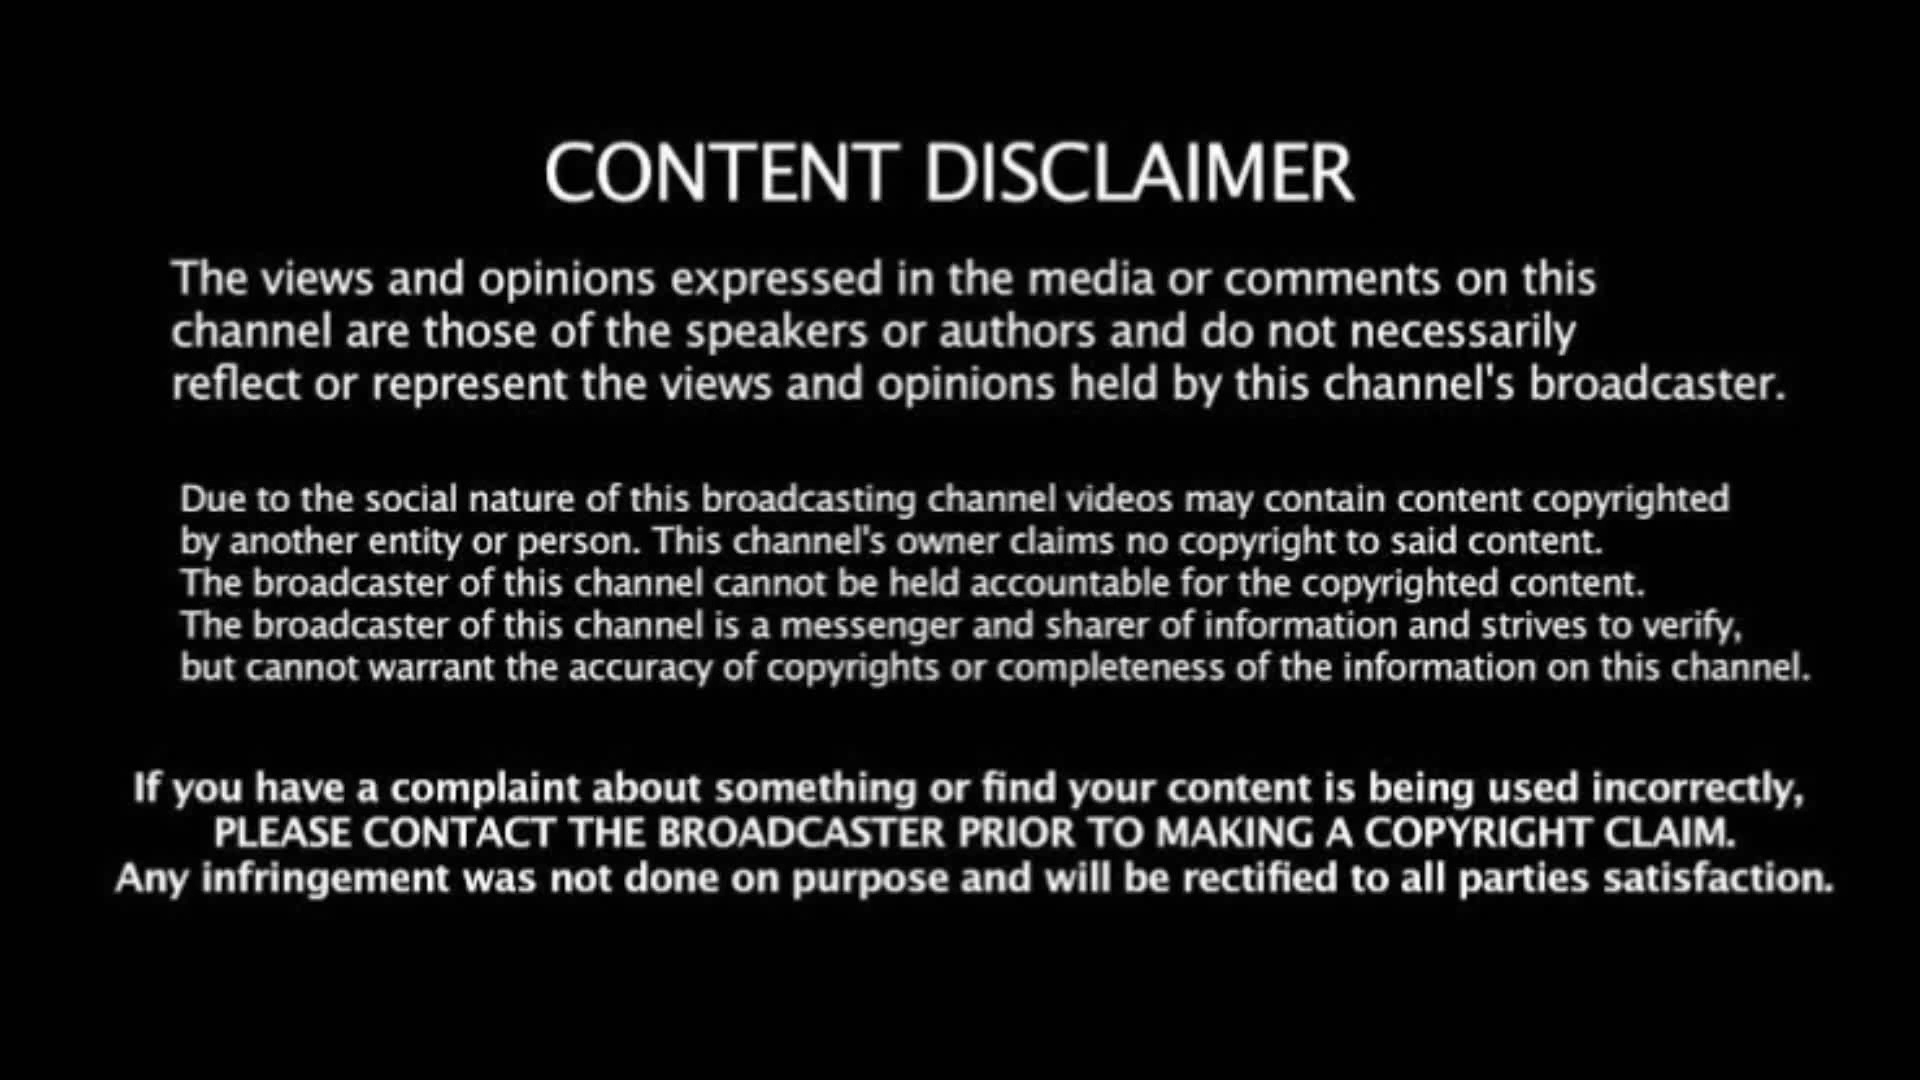 CONTENT DISCLAIMER
The views and opinions expressed in the media or comments on this
channel are those of the speakers or authors and do not necessarily
reflect or represent the views and opinions held by this channel's broadcaster.
Due to the social nature of this broadcasting channel videos may contain content copyrighted
by another entity or person. This channel's owner claims no copyright to said content.
The broadcaster of this channel cannot be held accountable for the copyrighted content.
The broadcaster of this channel is a messenger and sharer of information and strives to verify,
but cannot warrant the accuracy of copyrights or completeness of the information on this channel.
If you have a complaint about something or find your content is being used incorrectly,
PLEASE CONTACT THE BROADCASTER PRIOR TO MAKING A COPYRIGHT CLAIM.
Any infringement was not done on purpose and will be rectified to all parties satisfaction.